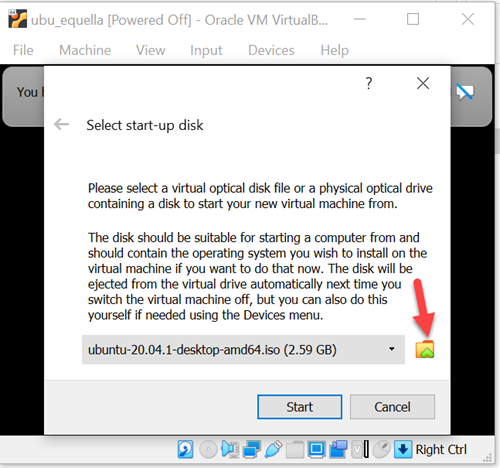 ubu_equella [Powered Off] - Oracle VM VirtualB...
File Machine View Input Devices Help
You h
?
Select start-up disk
Please select a virtual optical disk file or a physical optical drive
containing a disk to start your new virtual machine from.
The disk should be suitable for starting a computer from and
should contain the operating system you wish to install on the
virtual machine if you want to do that now. The disk will be
ejected from the virtual drive automatically next time you
switch the virtual machine off, but you can also do this
yourself if needed using the Devices menu.
ubuntu-20.04.1-desktop-amd64.iso (2.59 GB)
Start Cancel
Right Ctrl